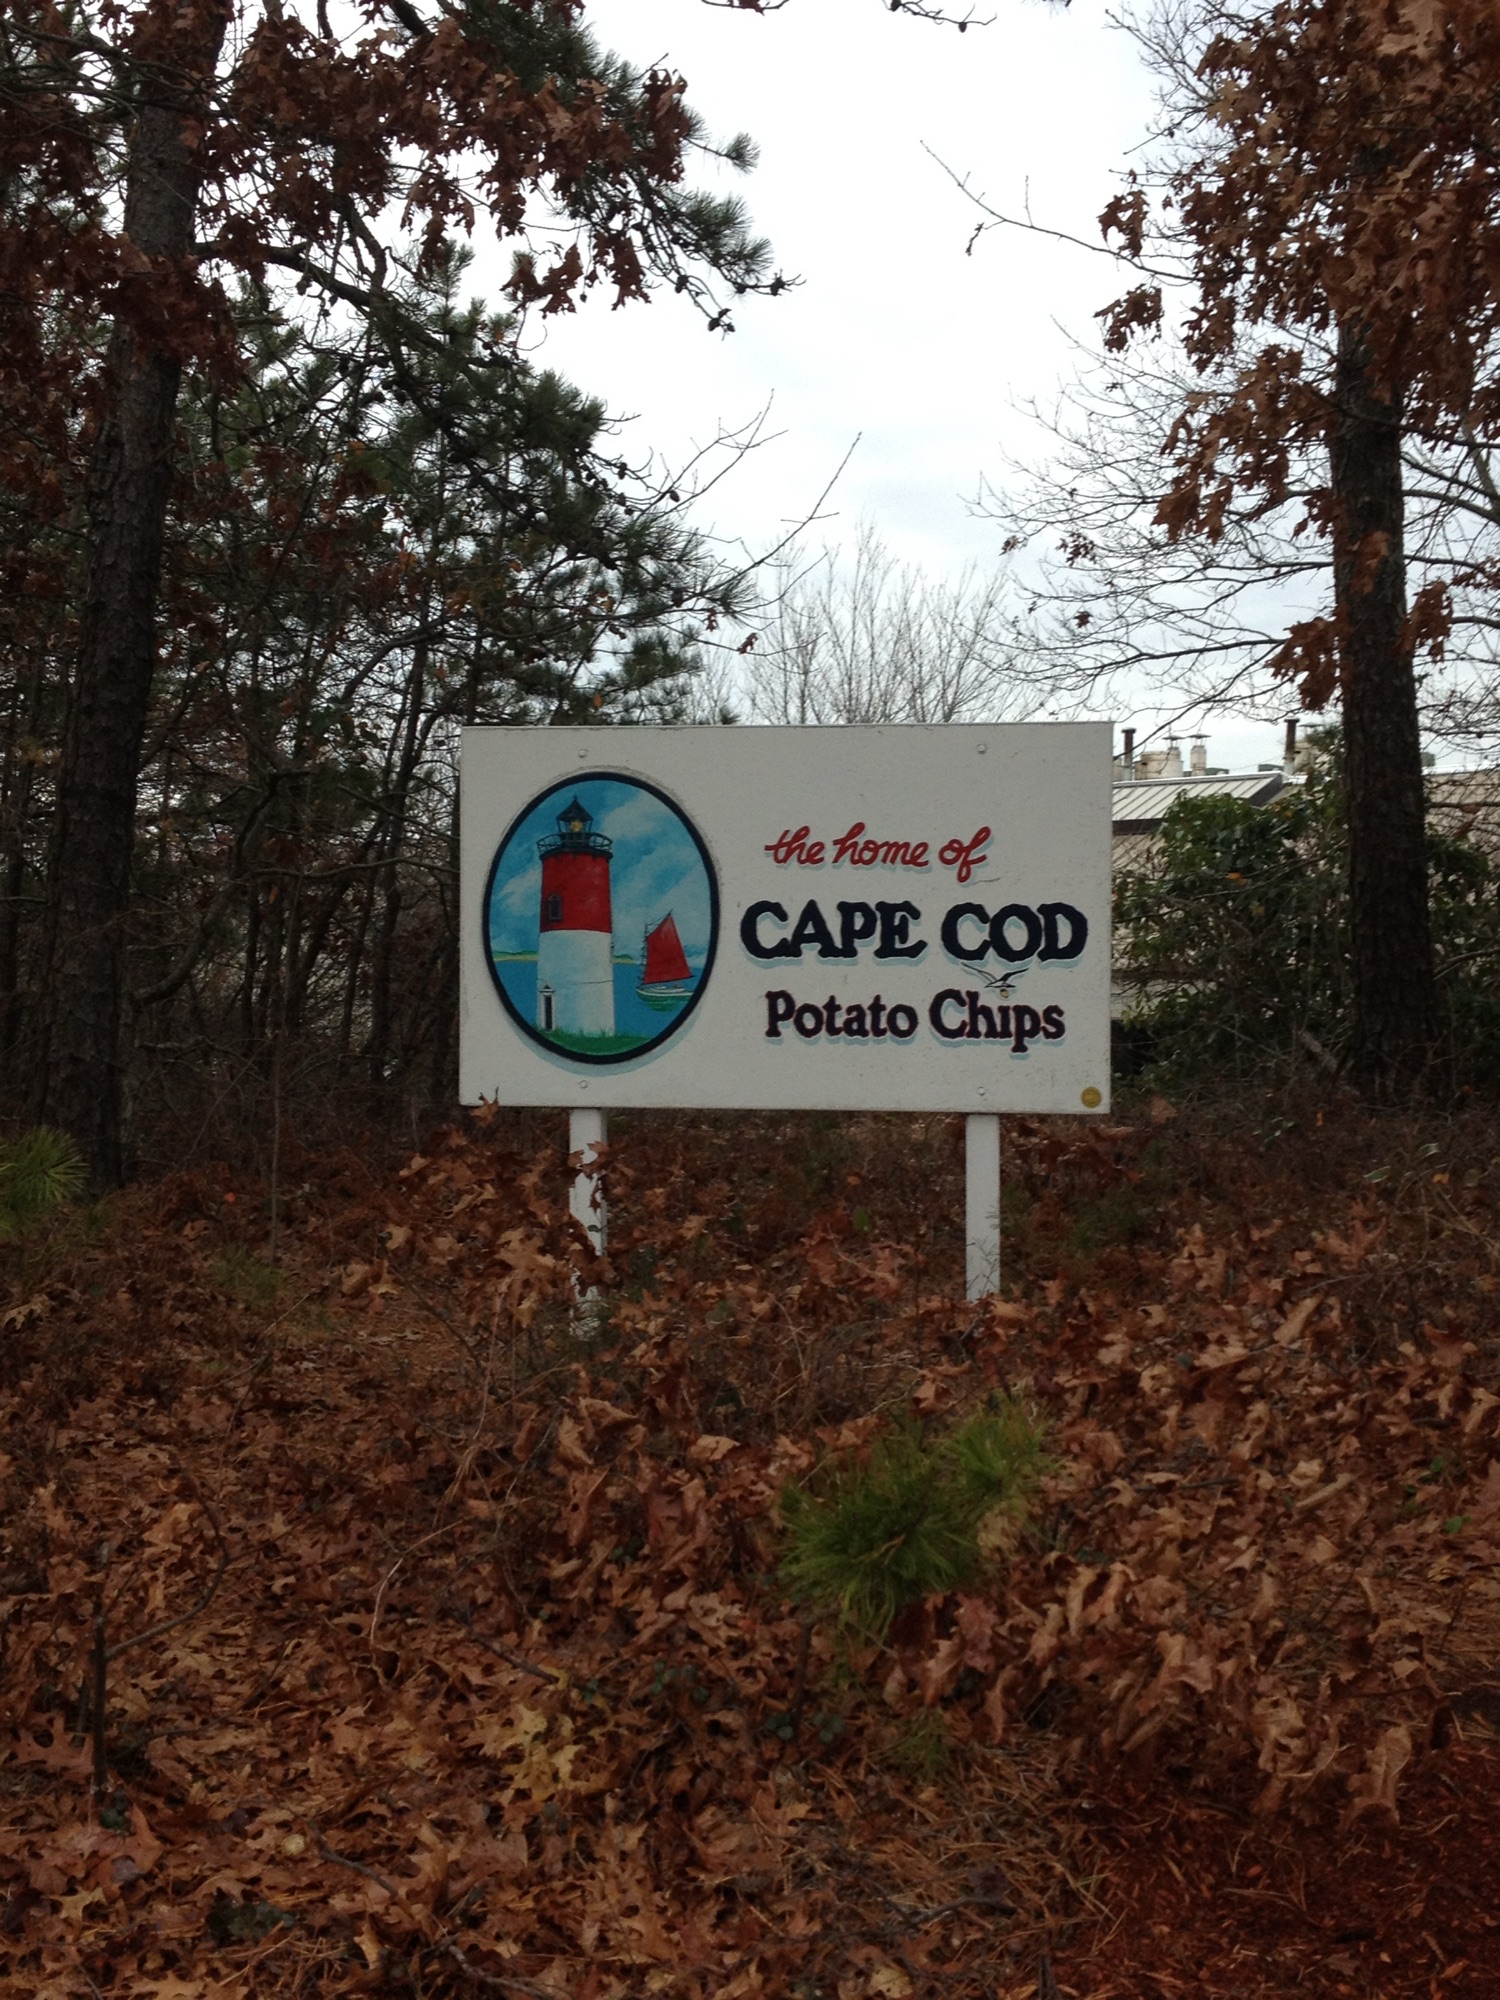 the home of
CAPE COD
Potato Chips